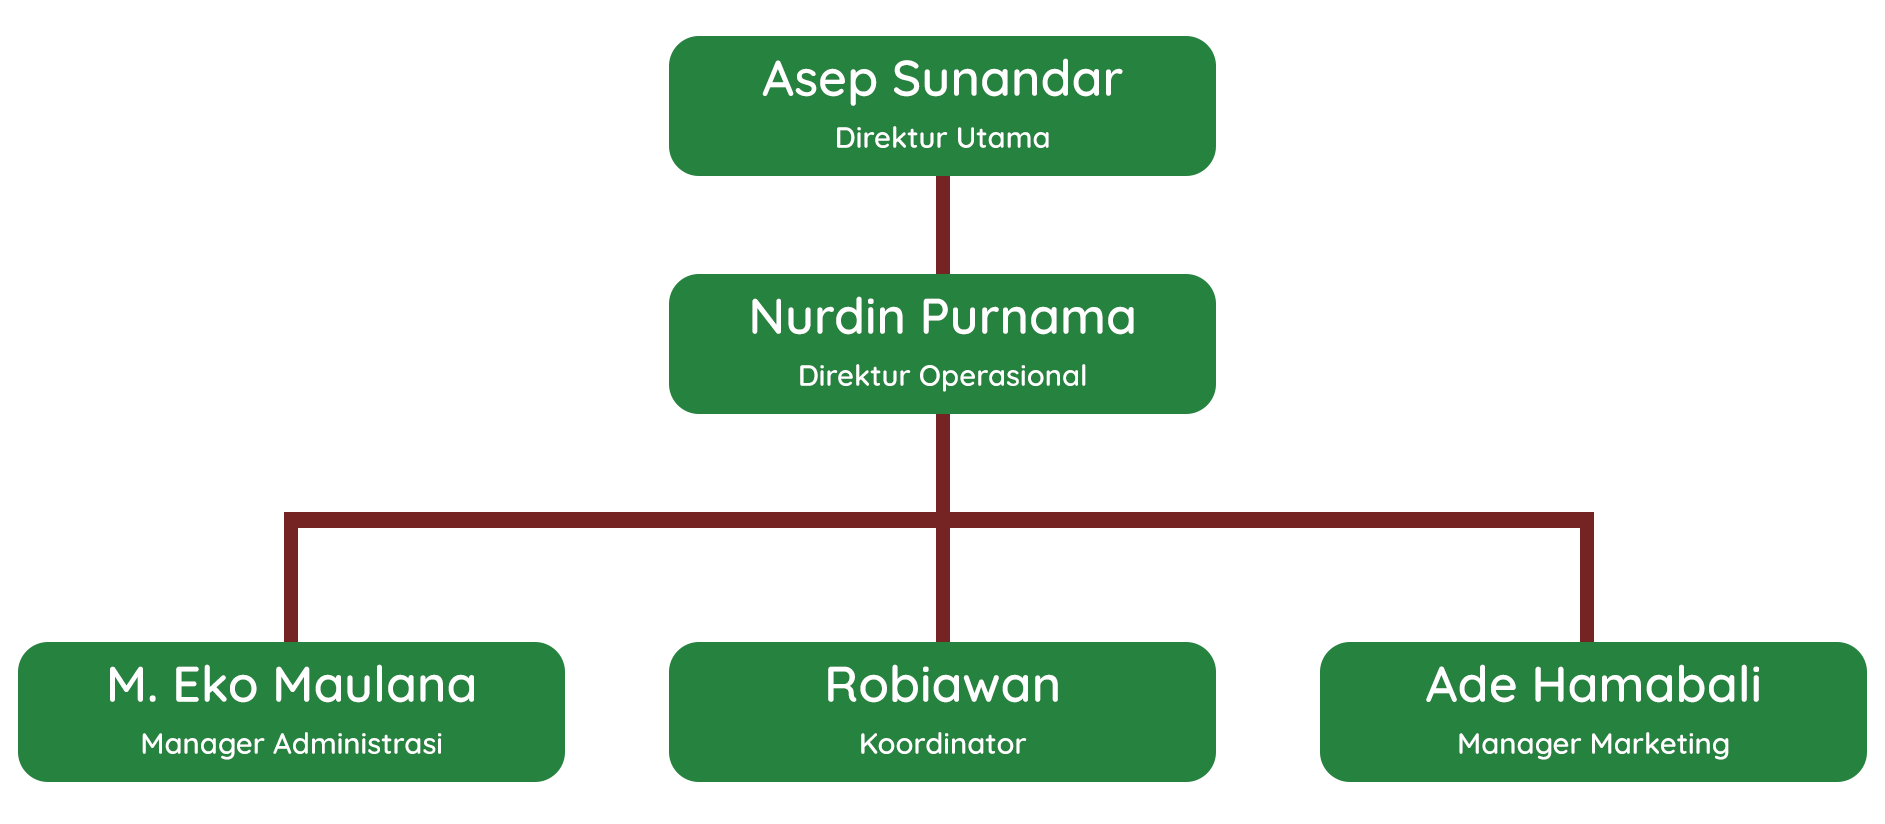 Asep Sunandar
Direktur Utama
Nurdin Purnama
Direktur Operasional
M. Eko Maulana
Manager Administrasi
Robiawan
Koordinator
Ade Hamabali
Manager Marketing